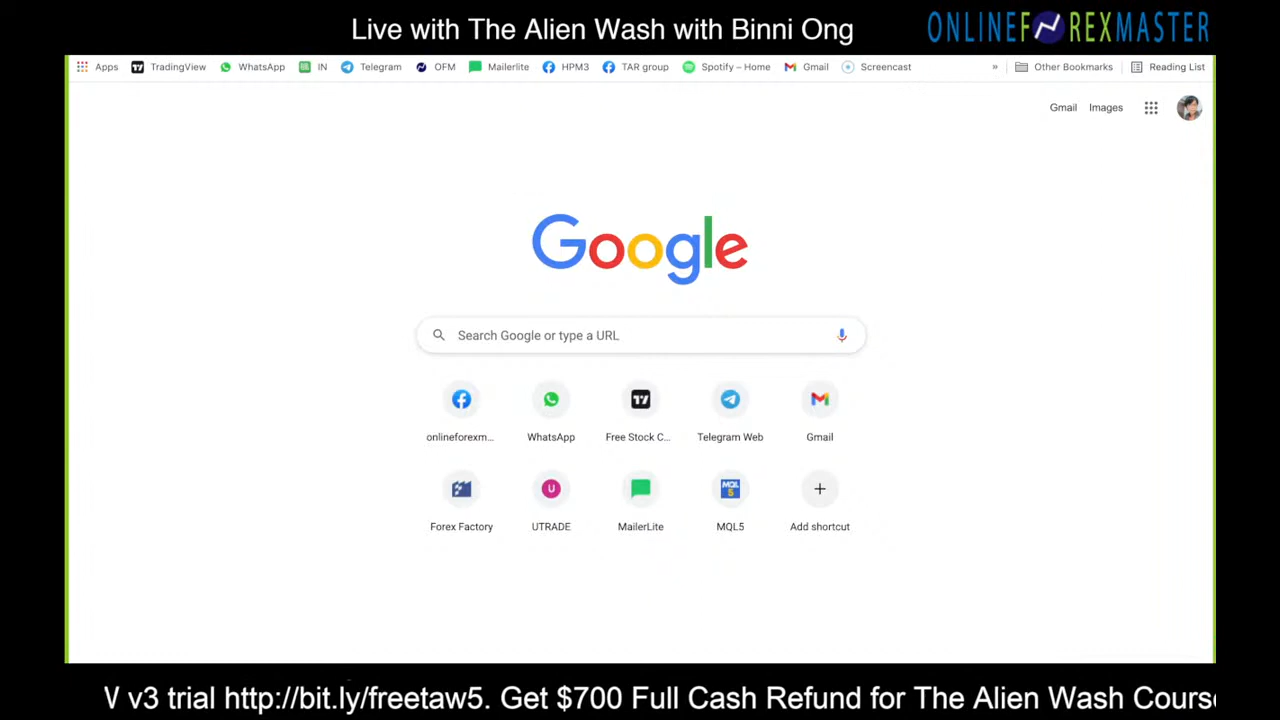 Live with The Alien Wash with Binni Ong
ONLINEFOREXMASTER
Apps TradingView WhatsApp IN Telegram OFM Mailerlite HPM3 TAR group Spotify – Home Gmail Screencast » Other Bookmarks Reading List
Gmail Images
Google
Search Google or type a URL
onlineforexm... WhatsApp Free Stock C... Telegram Web Gmail
Forex Factory UTRADE MailerLite MQL5 Add shortcut
v3 trial http://bit.ly/freetaw5. Get $700 Full Cash Refund for The Alien Wash Cours